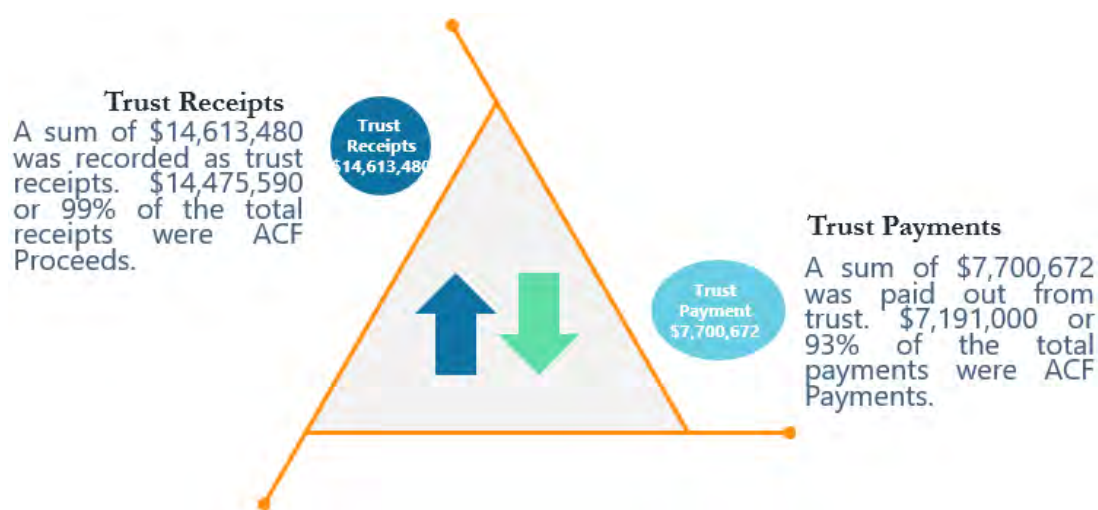 Trust Receipts
A sum of $14,613,480
was recorded as trust
receipts. $14,475,590
or 99% of the total
receipts were ACF
Proceeds.
Trust
Receipts
$14,613,480
Trust Payments
A sum of $7,700,672
was paid out from
trust. $7,191,000 or
93% of the total
payments were ACF
Payments.
Trust
Payment
$7,700,672